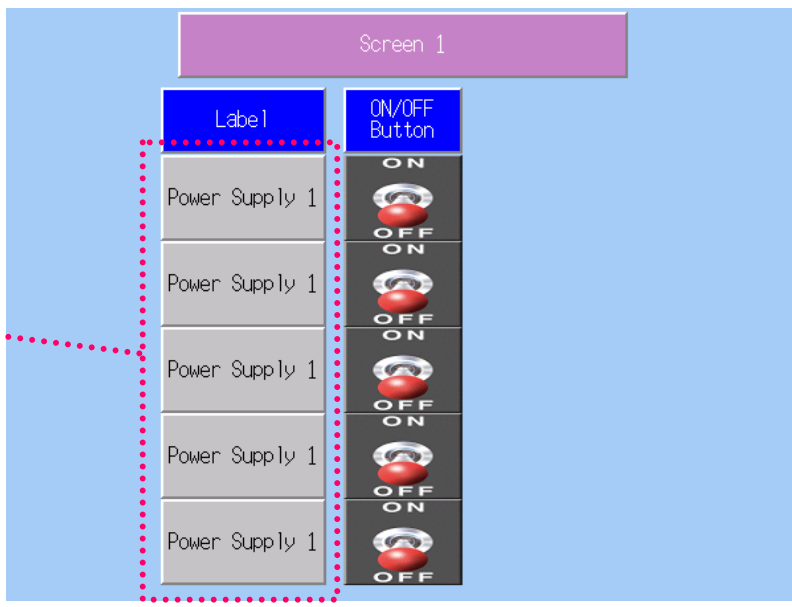 Screen 1
Label
ON/OFF
Button
Power Supply 1
ON
OFF
Power Supply 1
ON
OFF
Power Supply 1
ON
OFF
Power Supply 1
ON
OFF
Power Supply 1
ON
OFF